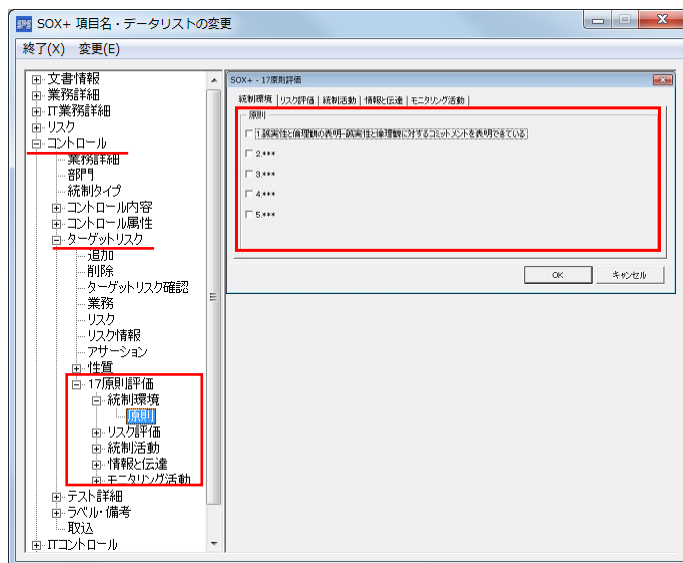 SPS SOX+ 項目名・データリストの変更
終了(X) 変更(E)
文書情報
業務詳細
IT業務詳細
リスク
コントロール
業務詳細
部門
統制タイプ
コントロール内容
コントロール属性
ターゲットリスク
追加
削除
ターゲットリスク確認
業務
リスク
リスク情報
アサーション
性質
17原則評価
統制環境
原則
リスク評価
統制活動
情報と伝達
モニタリング活動
テスト詳細
ラベル・備考
取込
ITコントロール
SOX+ - 17原則評価
統制環境 リスク評価 統制活動 情報と伝達 モニタリング活動
原則
1.誠実性と倫理観の表明-誠実性と倫理観に対するコミットメントを表明できている
2.***
3.***
4.***
5.***
OK キャンセル